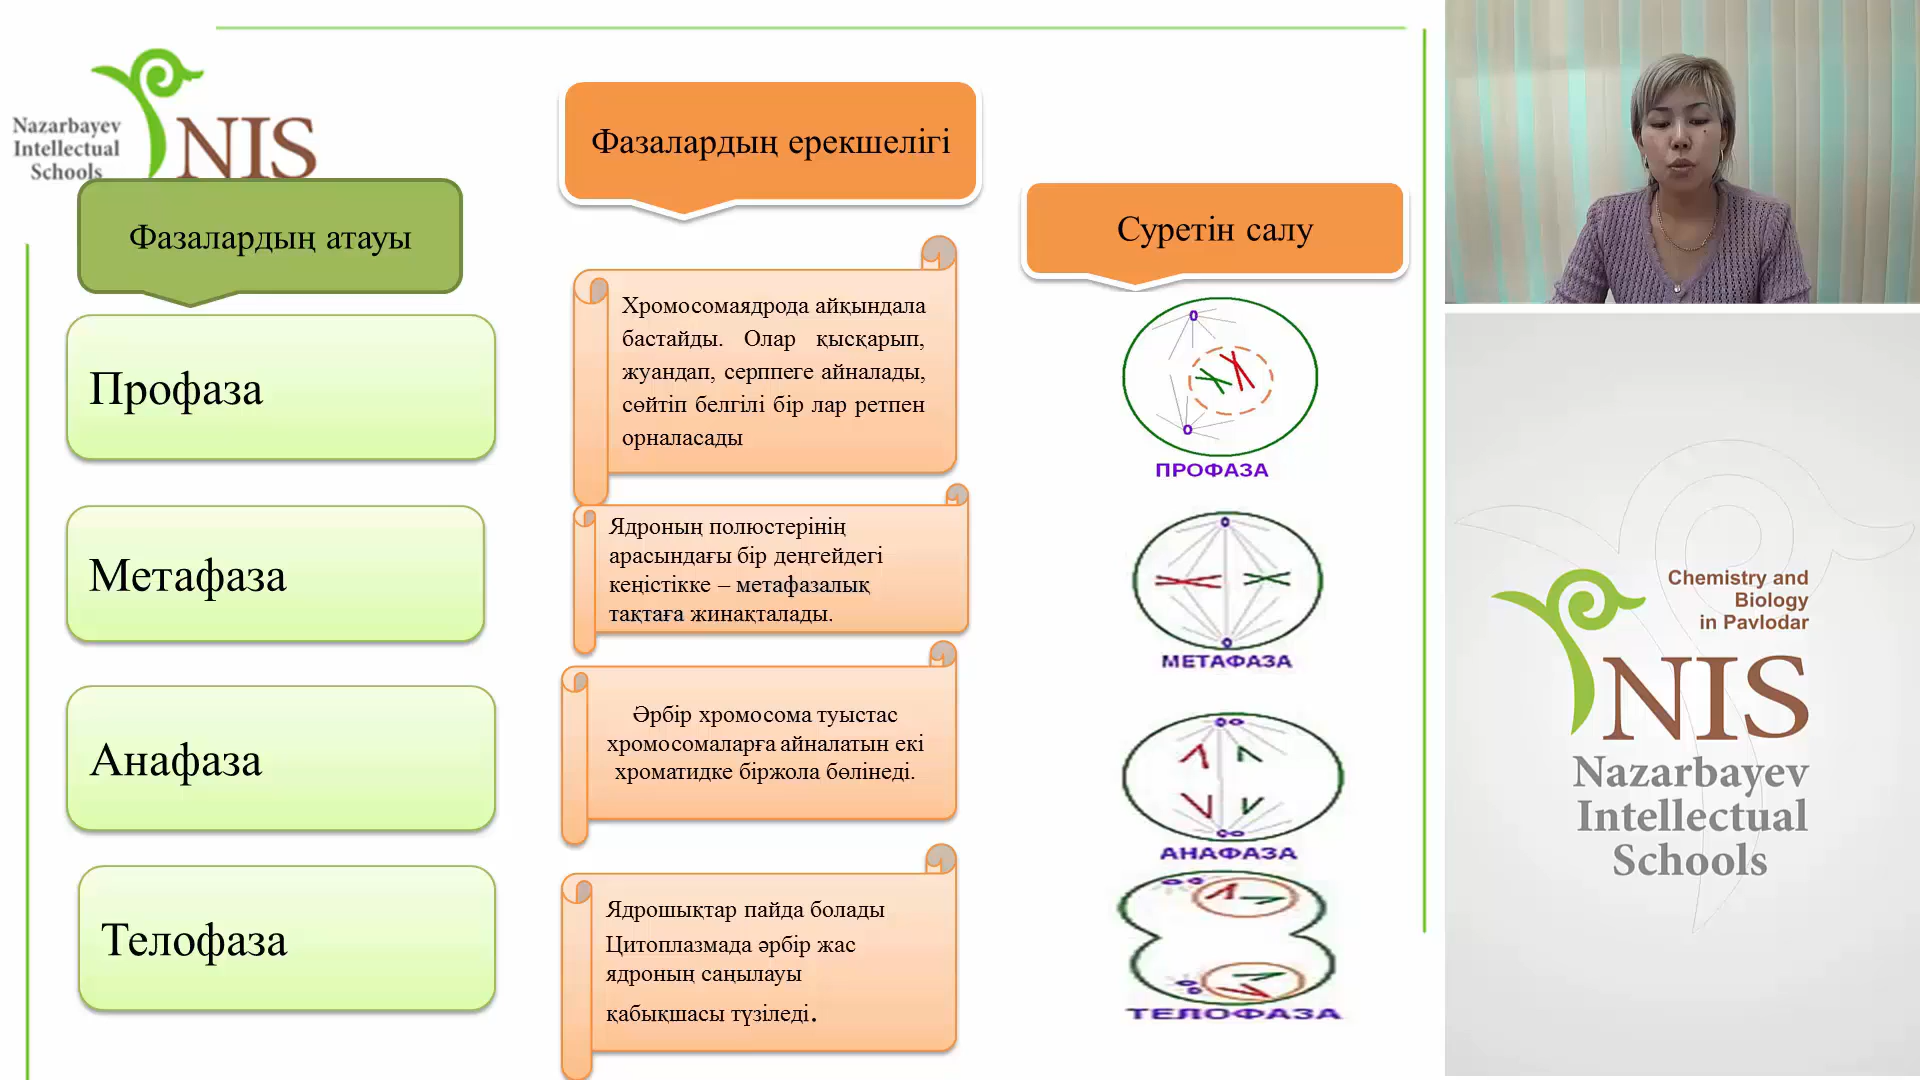 Nazarbayev
Intellectual
Schools
NIS
Фазалардың атауы
Фазалардың ерекшелігі
Суретін салу
Профаза
Хромосомаядрода айқындала
бастайды. Олар қысқарып,
жуандап, серппеге айналады,
сөйтіп белгілі бір лар ретпен
орналасады
ПРОФАЗА
Метафаза
Ядроның полюстерінің
арасындағы бір деңгейдегі
кеңістікке – метафазалық
тақтаға жинақталады.
МЕТАФАЗА
Анафаза
Әрбір хромосома туыстас
хромосомаларға айналатын екі
хроматидке біржола бөлінеді.
АНАФАЗА
Телофаза
Ядрошықтар пайда болады
Цитоплазмада әрбір жас
ядроның саңылауы
қабықшасы түзіледі.
ТЕЛОФАЗА
Chemistry and
Biology
in Pavlodar
NIS
Nazarbayev
Intellectual
Schools